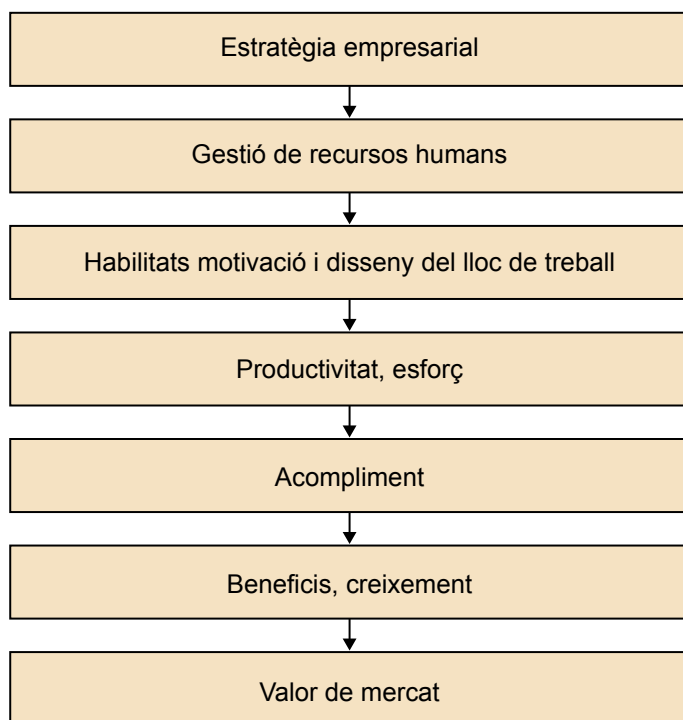 Estratègia empresarial
Gestió de recursos humans
Habilitats motivació i disseny del lloc de treball
Productivitat, esforç
Acompliment
Beneficis, creixement
Valor de mercat